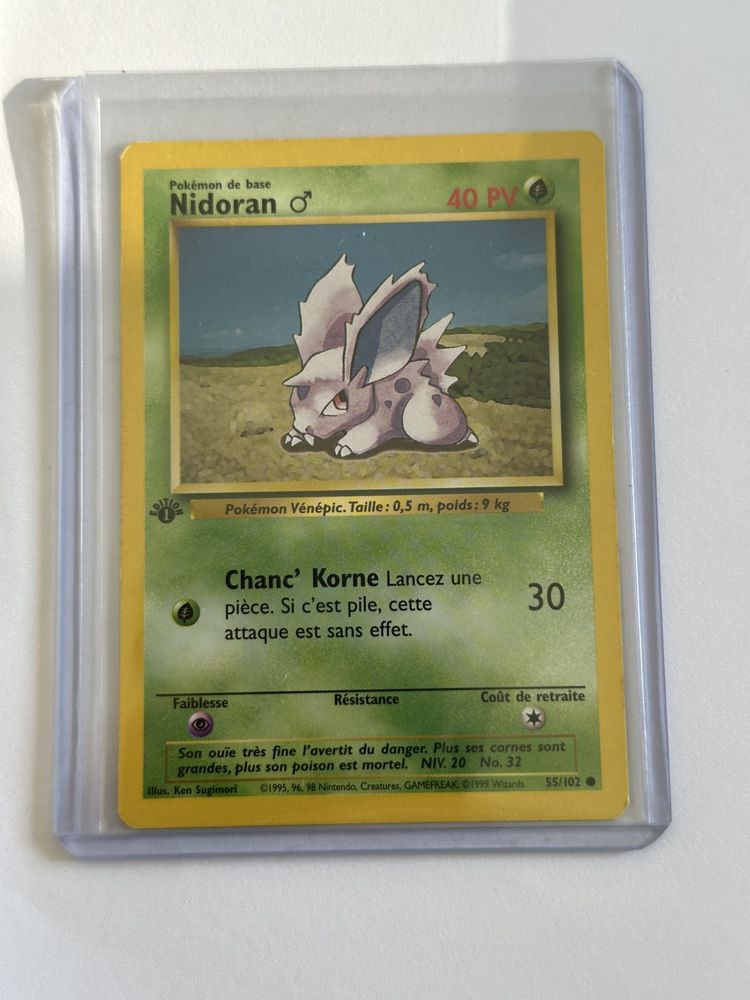 Pokémon de base
Nidoran ♂ 40 PV
EDITION 1
Pokémon Vénépic. Taille : 0,5 m, poids : 9 kg
Chanc' Korne Lancez une
pièce. Si c'est pile, cette
attaque est sans effet.
30
Faiblesse Résistance Coût de retraite
Son ouïe très fine l'avertit du danger. Plus ses cornes sont
grandes, plus son poison est mortel. NIV. 20 No. 32
Illus. Ken Sugimori ©1995, 96, 98 Nintendo, Creatures, GAMEFREAK. ©1999 Wizards. 55/102 ●